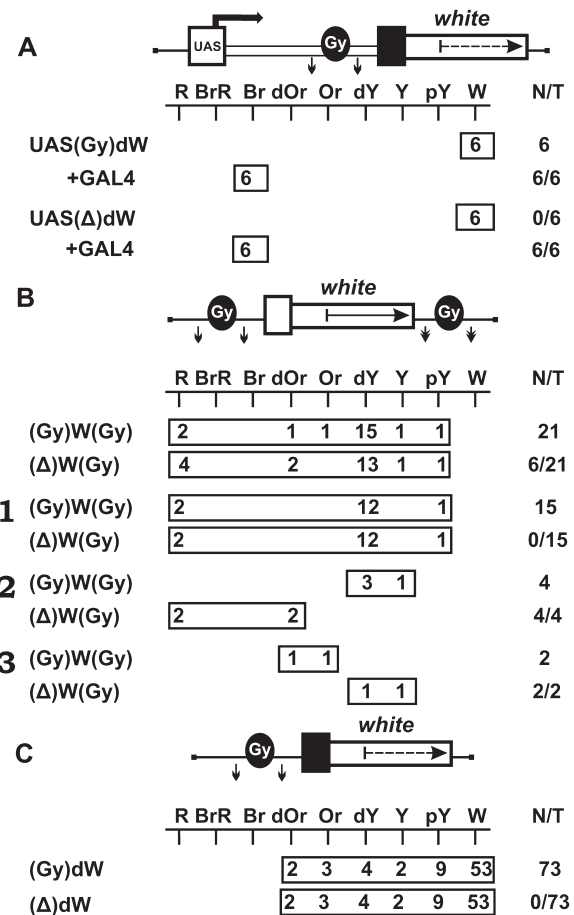 A
white
UAS
Gy
R BrR Br dOr Or dY Y pY W N/T
UAS(Gy)dW 6 6
+GAL4 6 6/6
UAS(Δ)dW 6 0/6
+GAL4 6 6/6
B
white
Gy Gy
R BrR Br dOr Or dY Y pY W N/T
(Gy)W(Gy) 2 1 1 15 1 1 21
(Δ)W(Gy) 4 2 13 1 1 6/21
1 (Gy)W(Gy) 2 12 1 15
(Δ)W(Gy) 2 12 1 0/15
2 (Gy)W(Gy) 3 1 4
(Δ)W(Gy) 2 2 4/4
3 (Gy)W(Gy) 1 1 2
(Δ)W(Gy) 1 1 2/2
C
white
Gy
R BrR Br dOr Or dY Y pY W N/T
(Gy)dW 2 3 4 2 9 53 73
(Δ)dW 2 3 4 2 9 53 0/73